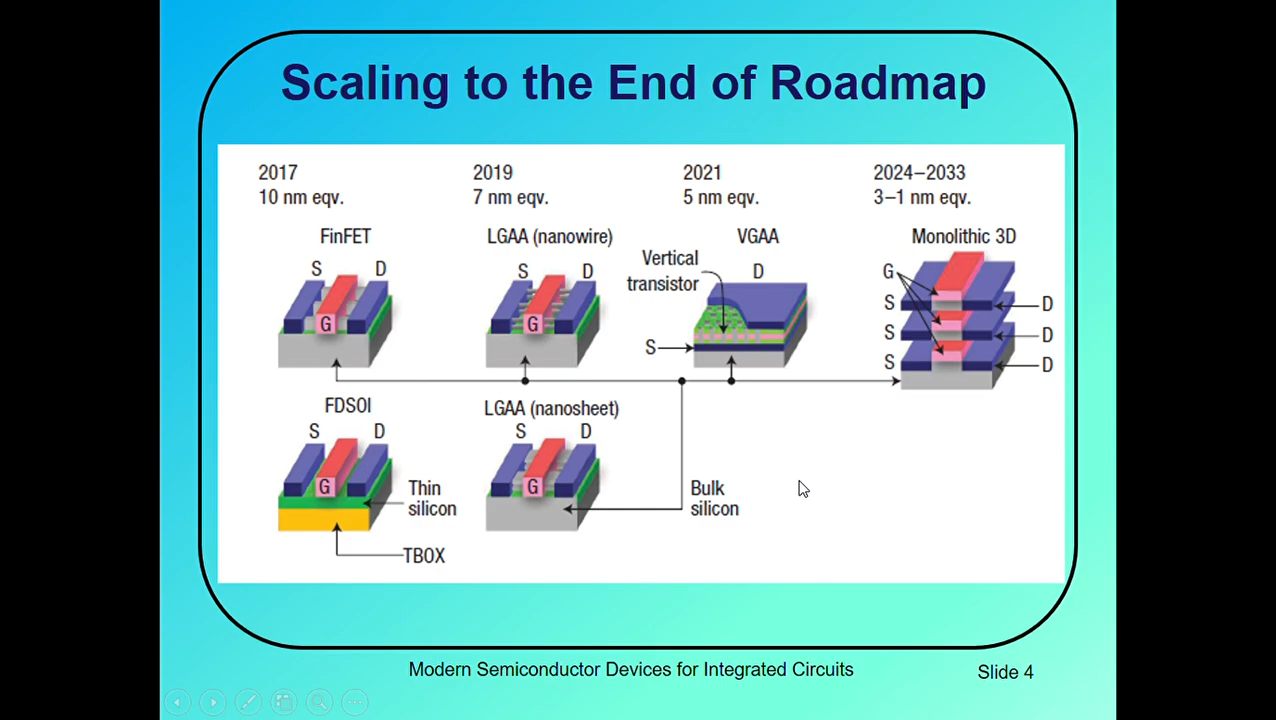 Scaling to the End of Roadmap
2017
10 nm eqv.
2019
7 nm eqv.
2021
5 nm eqv.
2024–2033
3–1 nm eqv.
FinFET
S
D
G
LGAA (nanowire)
S
D
G
VGAA
Vertical
transistor
D
S
Monolithic 3D
G
S
D
S
D
S
D
FDSOI
S
D
G
Thin
silicon
TBOX
LGAA (nanosheet)
S
D
G
Bulk
silicon
Modern Semiconductor Devices for Integrated Circuits
Slide 4